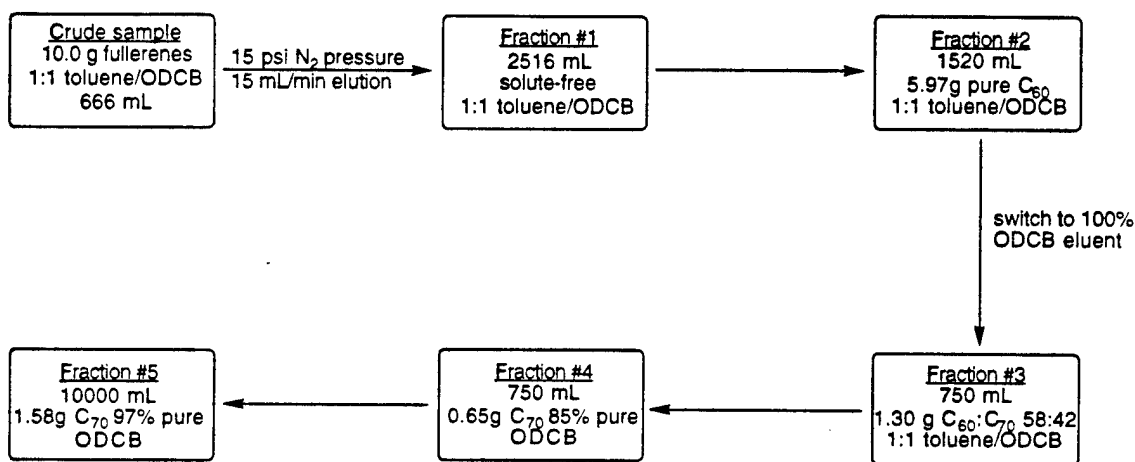 Crude sample
10.0 g fullerenes
1:1 toluene/ODCB
666 mL
15 psi N₂ pressure
15 mL/min elution
Fraction #1
2516 mL
solute-free
1:1 toluene/ODCB
Fraction #2
1520 mL
5.97g pure C₆₀
1:1 toluene/ODCB
switch to 100%
ODCB eluent
Fraction #3
750 mL
1.30 g C₆₀:C₇₀ 58:42
1:1 toluene/ODCB
Fraction #4
750 mL
0.65g C₇₀ 85% pure
ODCB
Fraction #5
10000 mL
1.58g C₇₀ 97% pure
ODCB